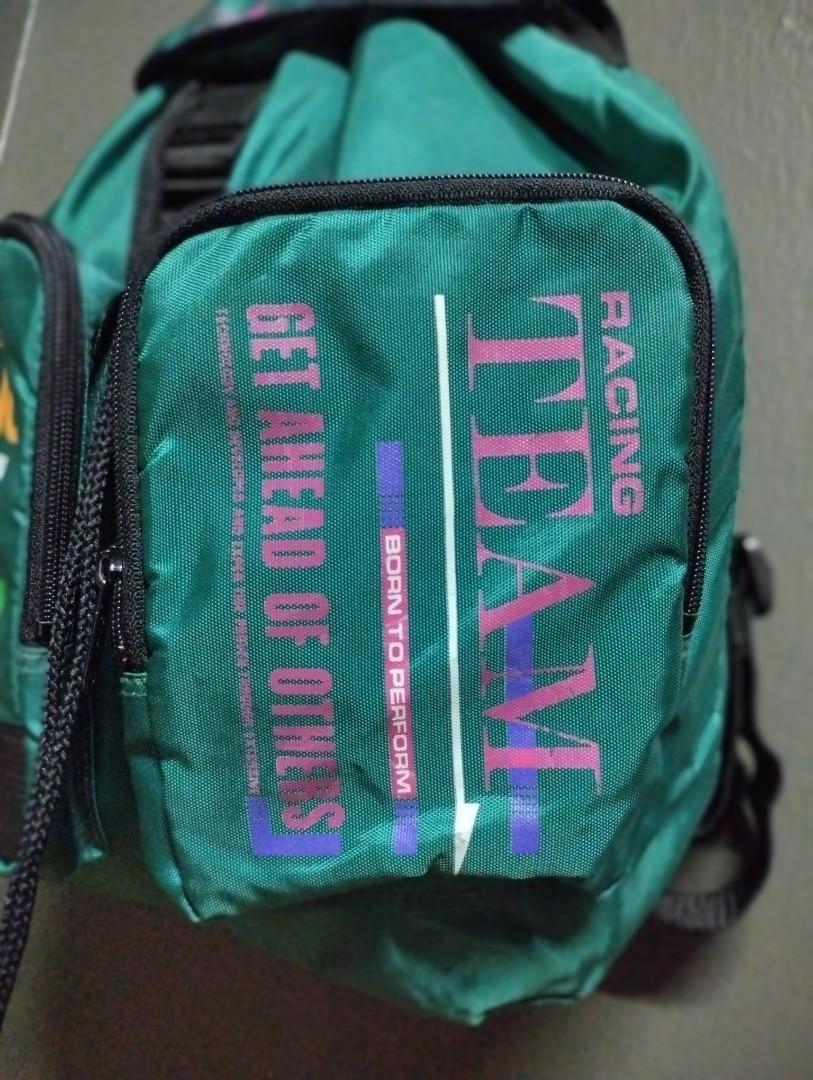 RACING
TEAM
BORN TO PERFORM
GET AHEAD OF OTHERS